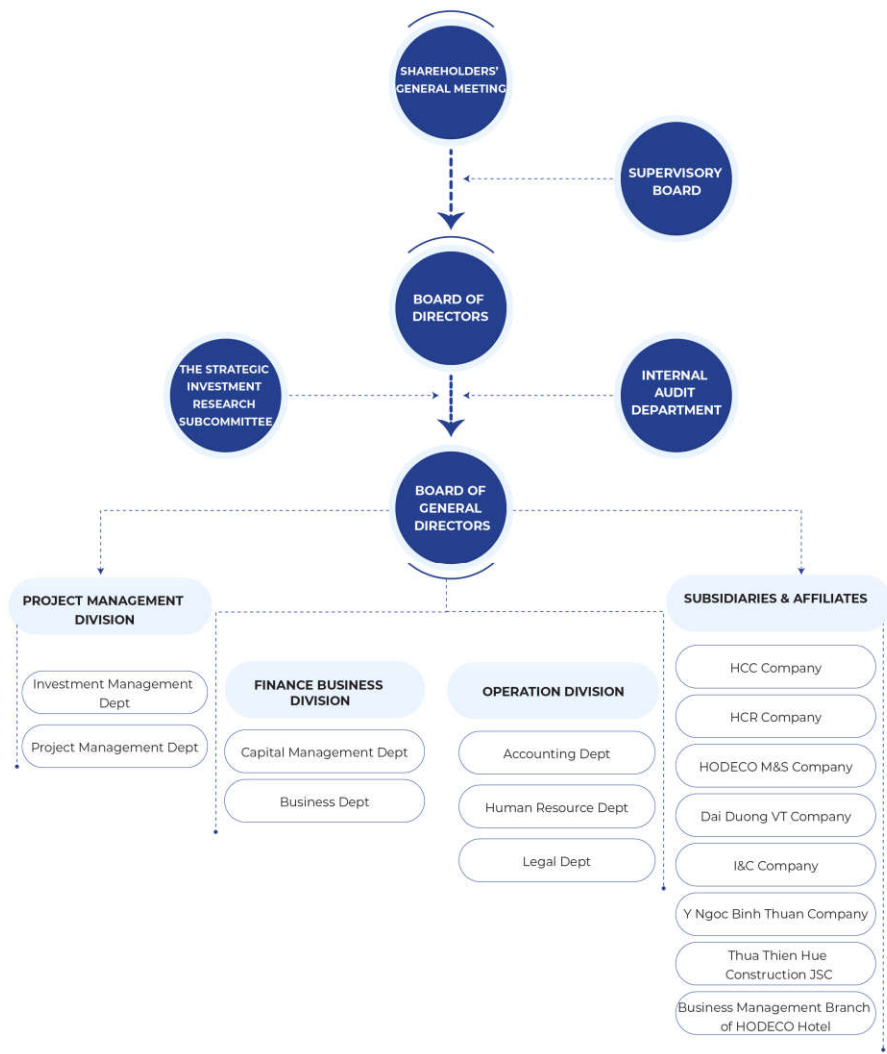 SHAREHOLDERS'
GENERAL MEETING
SUPERVISORY
BOARD
BOARD OF
DIRECTORS
THE STRATEGIC
INVESTMENT
RESEARCH
SUBCOMMITTEE
INTERNAL
AUDIT
DEPARTMENT
BOARD OF
GENERAL
DIRECTORS
PROJECT MANAGEMENT
DIVISION
Investment Management
Dept
Project Management Dept
FINANCE BUSINESS
DIVISION
Capital Management Dept
Business Dept
OPERATION DIVISION
Accounting Dept
Human Resource Dept
Legal Dept
SUBSIDIARIES & AFFILIATES
HCC Company
HCR Company
HODECO M&S Company
Dai Duong VT Company
I&C Company
Y Ngoc Binh Thuan Company
Thua Thien Hue
Construction JSC
Business Management Branch
of HODECO Hotel